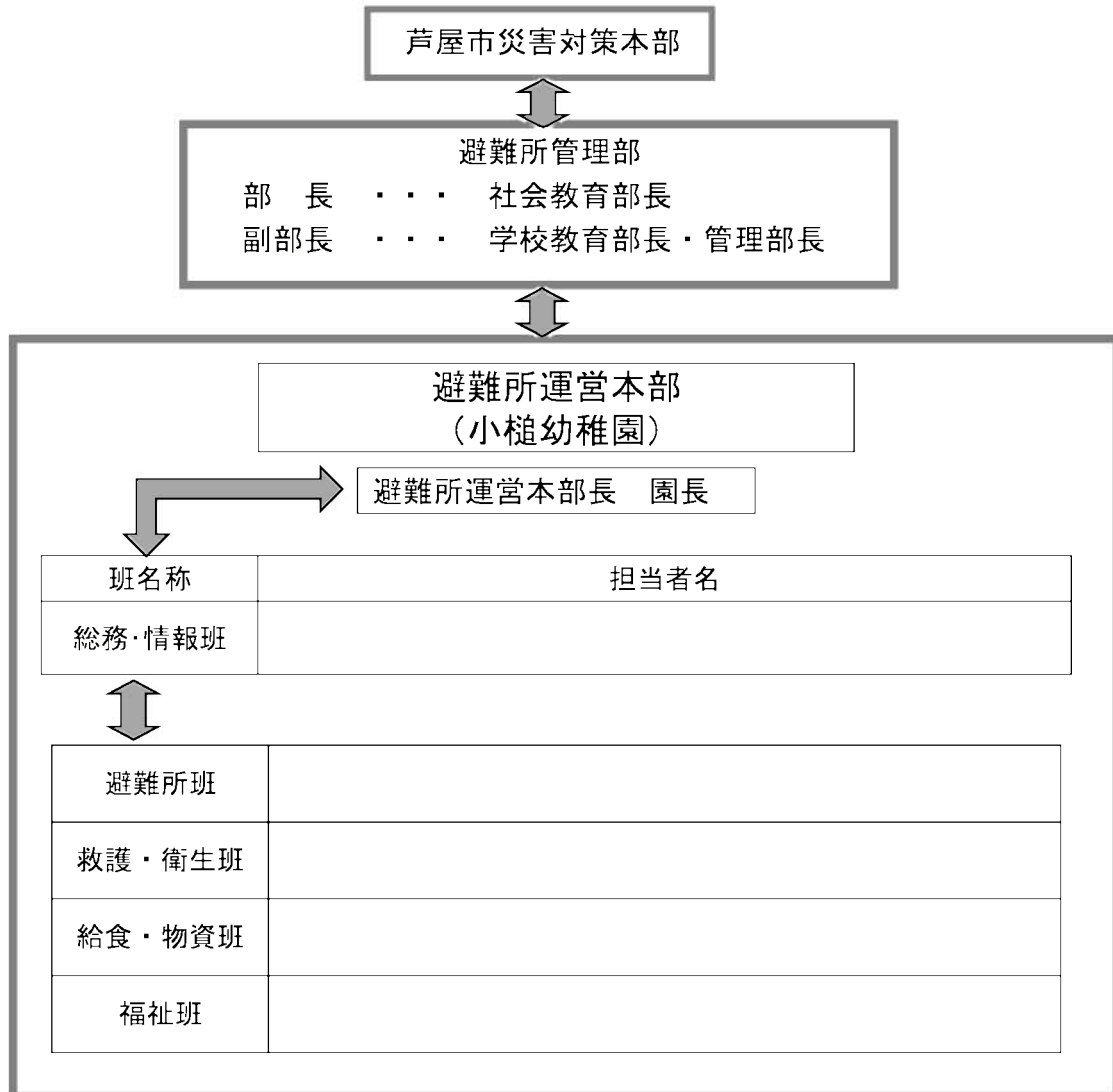 芦屋市災害対策本部
避難所管理部
部　長　・・・　社会教育部長
副部長　・・・　学校教育部長・管理部長
避難所運営本部
（小槌幼稚園）
避難所運営本部長　園長
班名称　担当者名
総務・情報班
避難所班
救護・衛生班
給食・物資班
福祉班